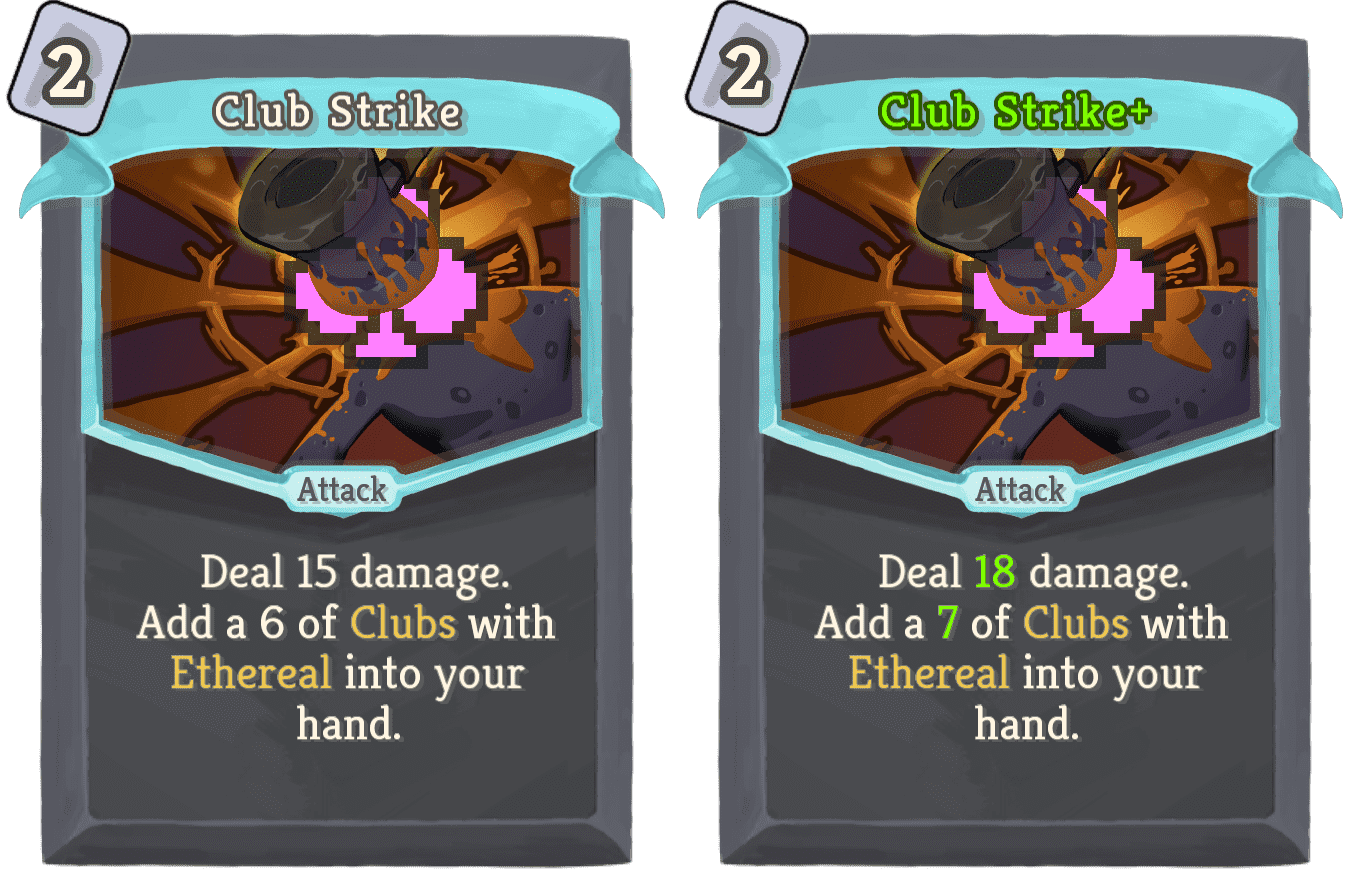 2
Club Strike
Attack
Deal 15 damage.
Add a 6 of Clubs with
Ethereal into your
hand.
2
Club Strike+
Attack
Deal 18 damage.
Add a 7 of Clubs with
Ethereal into your
hand.